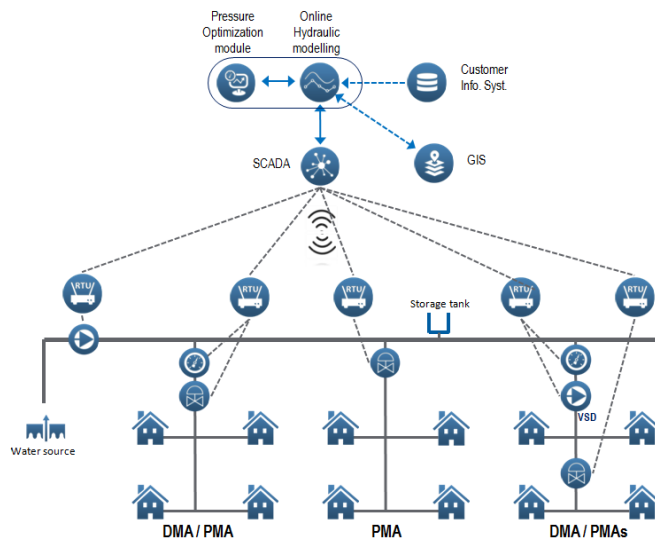 Pressure
Optimization
module
Online
Hydraulic
modelling
Customer
Info. Syst.
SCADA
GIS
RTU
RTU
RTU
RTU
RTU
Storage tank
VSD
Water source
DMA / PMA
PMA
DMA / PMAs